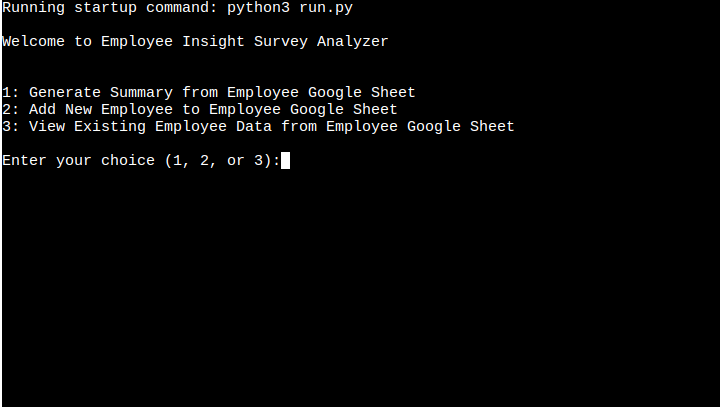 Running startup command: python3 run.py
Welcome to Employee Insight Survey Analyzer
1: Generate Summary from Employee Google Sheet
2: Add New Employee to Employee Google Sheet
3: View Existing Employee Data from Employee Google Sheet
Enter your choice (1, 2, or 3):